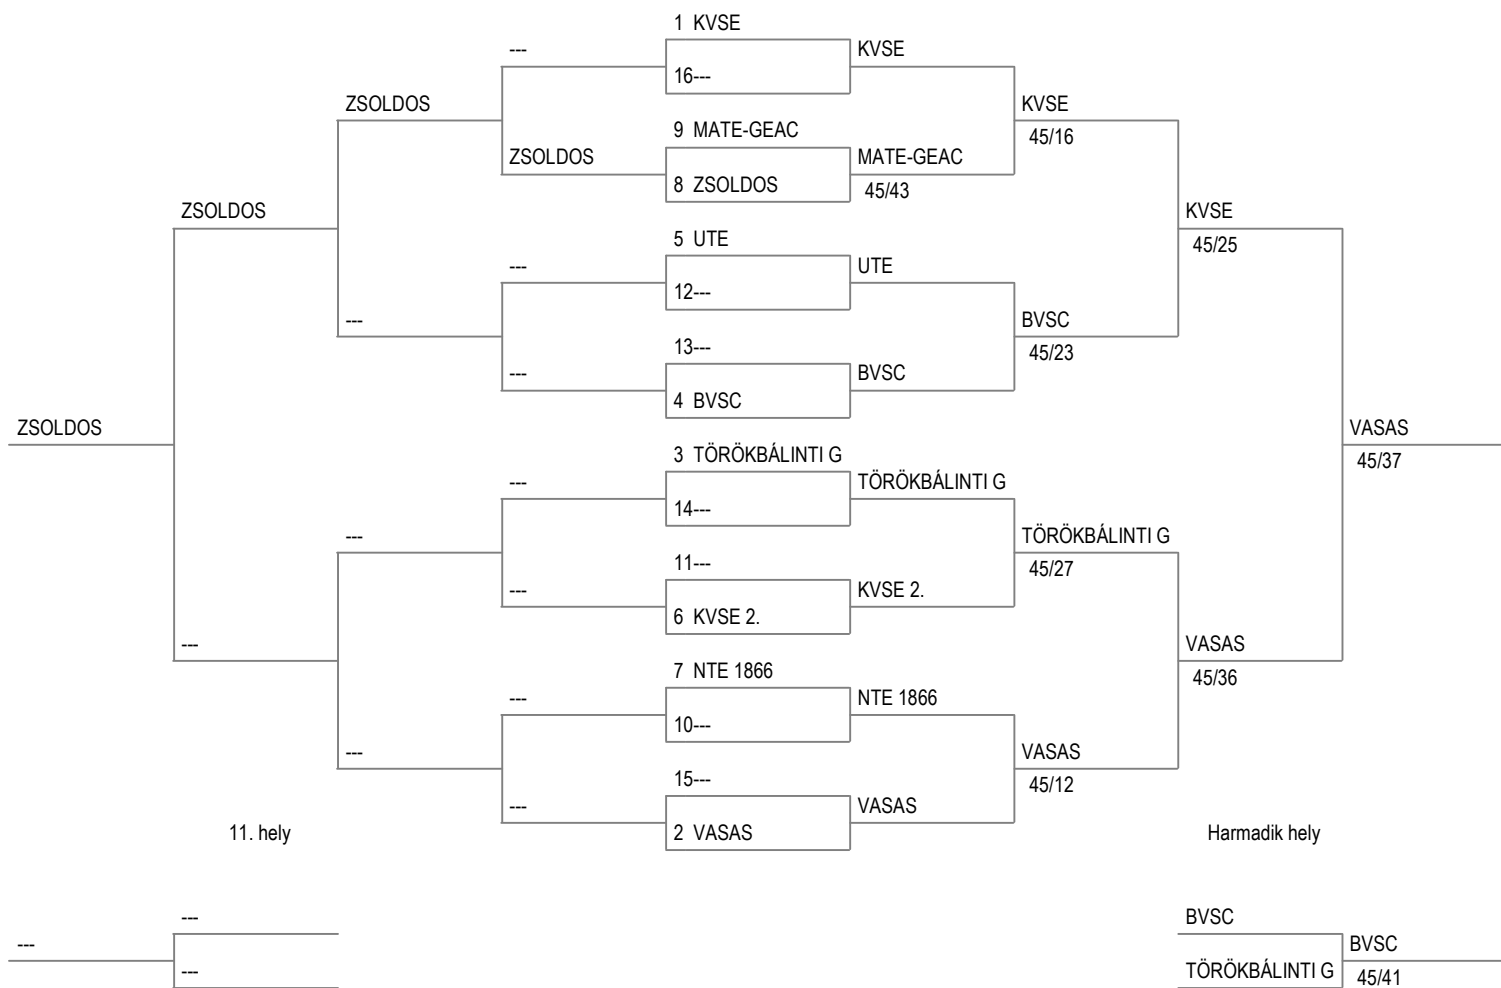 1 KVSE
--- KVSE
16---
ZSOLDOS KVSE
9 MATE-GEAC 45/16
ZSOLDOS MATE-GEAC
8 ZSOLDOS 45/43
ZSOLDOS KVSE
5 UTE 45/25
--- UTE
12---
--- BVSC
13--- 45/23
--- BVSC
4 BVSC
ZSOLDOS VASAS
3 TÖRÖKBÁLINTI G 45/37
--- TÖRÖKBÁLINTI G
14---
--- TÖRÖKBÁLINTI G
11--- 45/27
--- KVSE 2.
6 KVSE 2.
--- VASAS
7 NTE 1866 45/36
--- NTE 1866
10---
--- VASAS
15--- 45/12
--- VASAS
2 VASAS
11. hely Harmadik hely
--- BVSC
--- BVSC
--- TÖRÖKBÁLINTI G 45/41